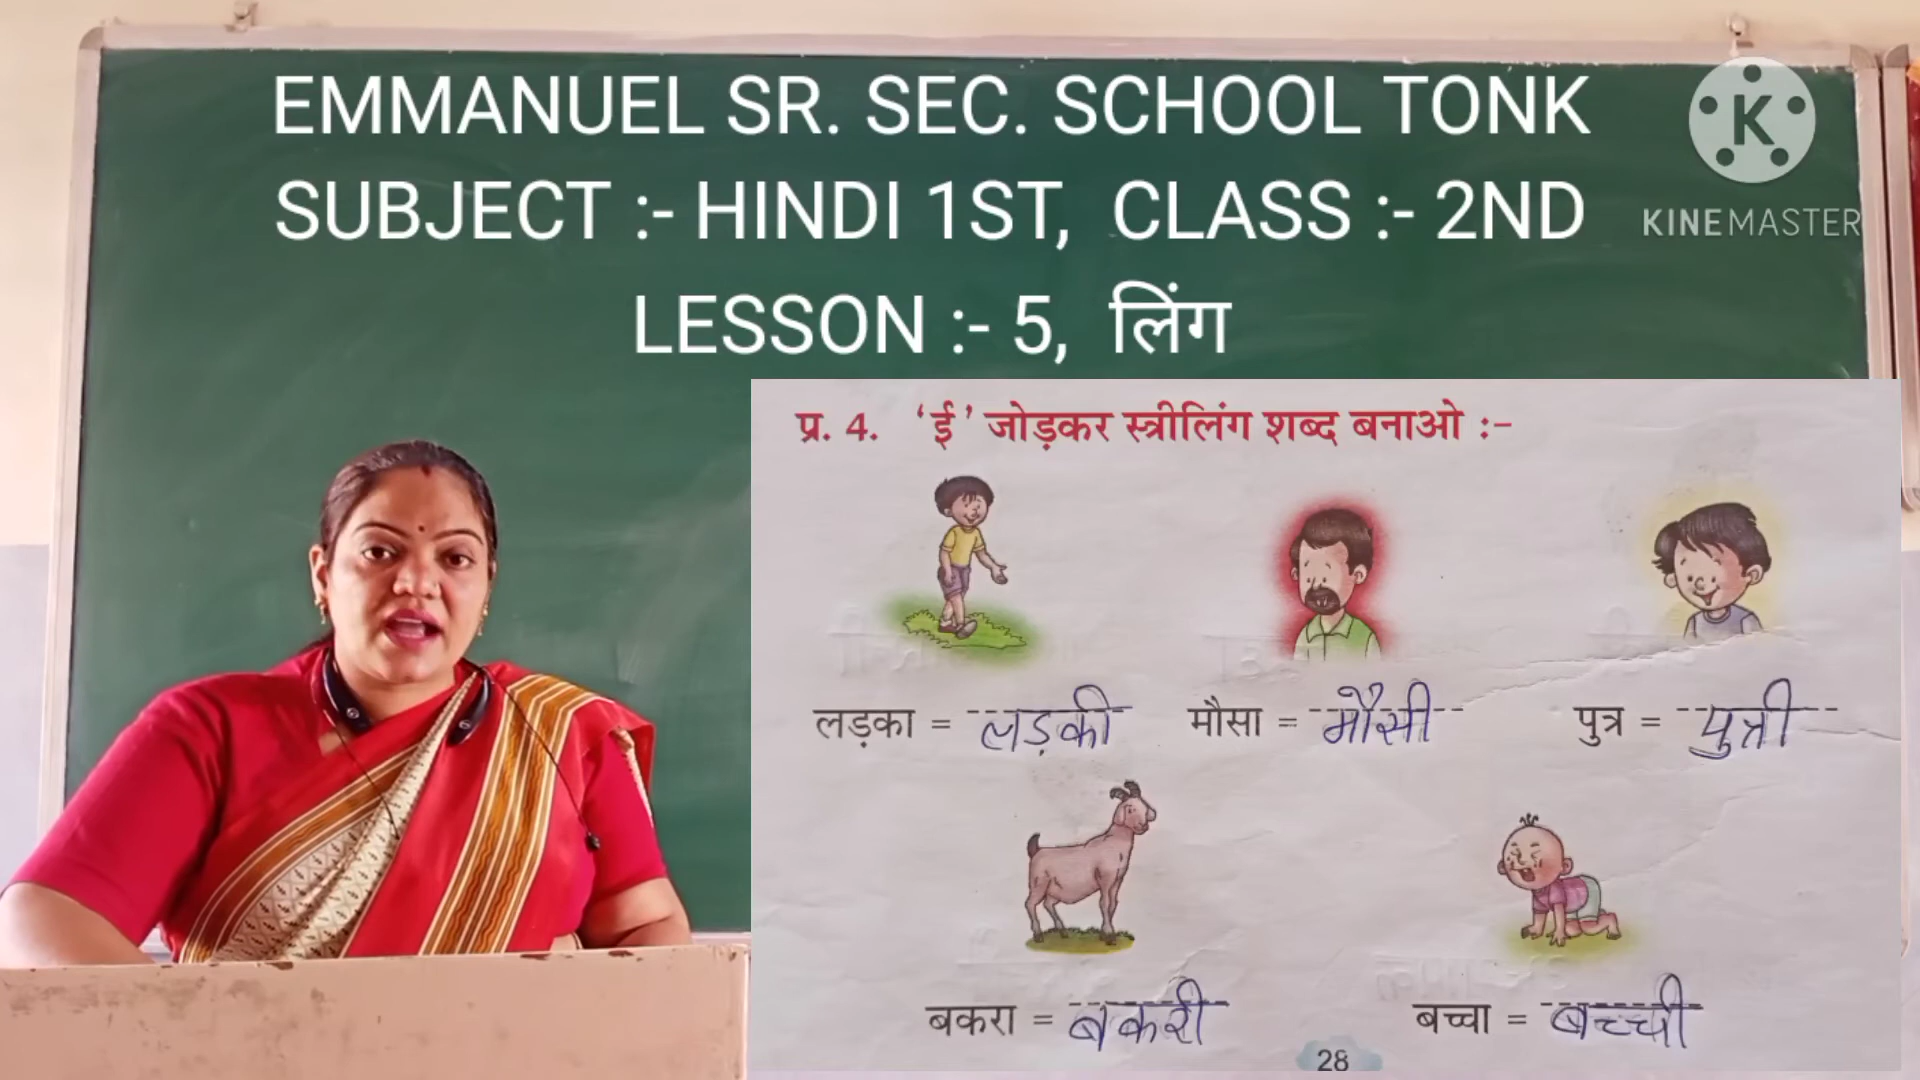 EMMANUEL SR. SEC. SCHOOL TONK
SUBJECT :- HINDI 1ST, CLASS :- 2ND
LESSON :- 5, लिंग
K
KINEMASTER
प्र. 4. ‘ई’ जोड़कर स्त्रीलिंग शब्द बनाओ :–
लड़का = लड़की मौसा = मौसी पुत्र = पुत्री
बकरा = बकरी बच्चा = बच्ची
28